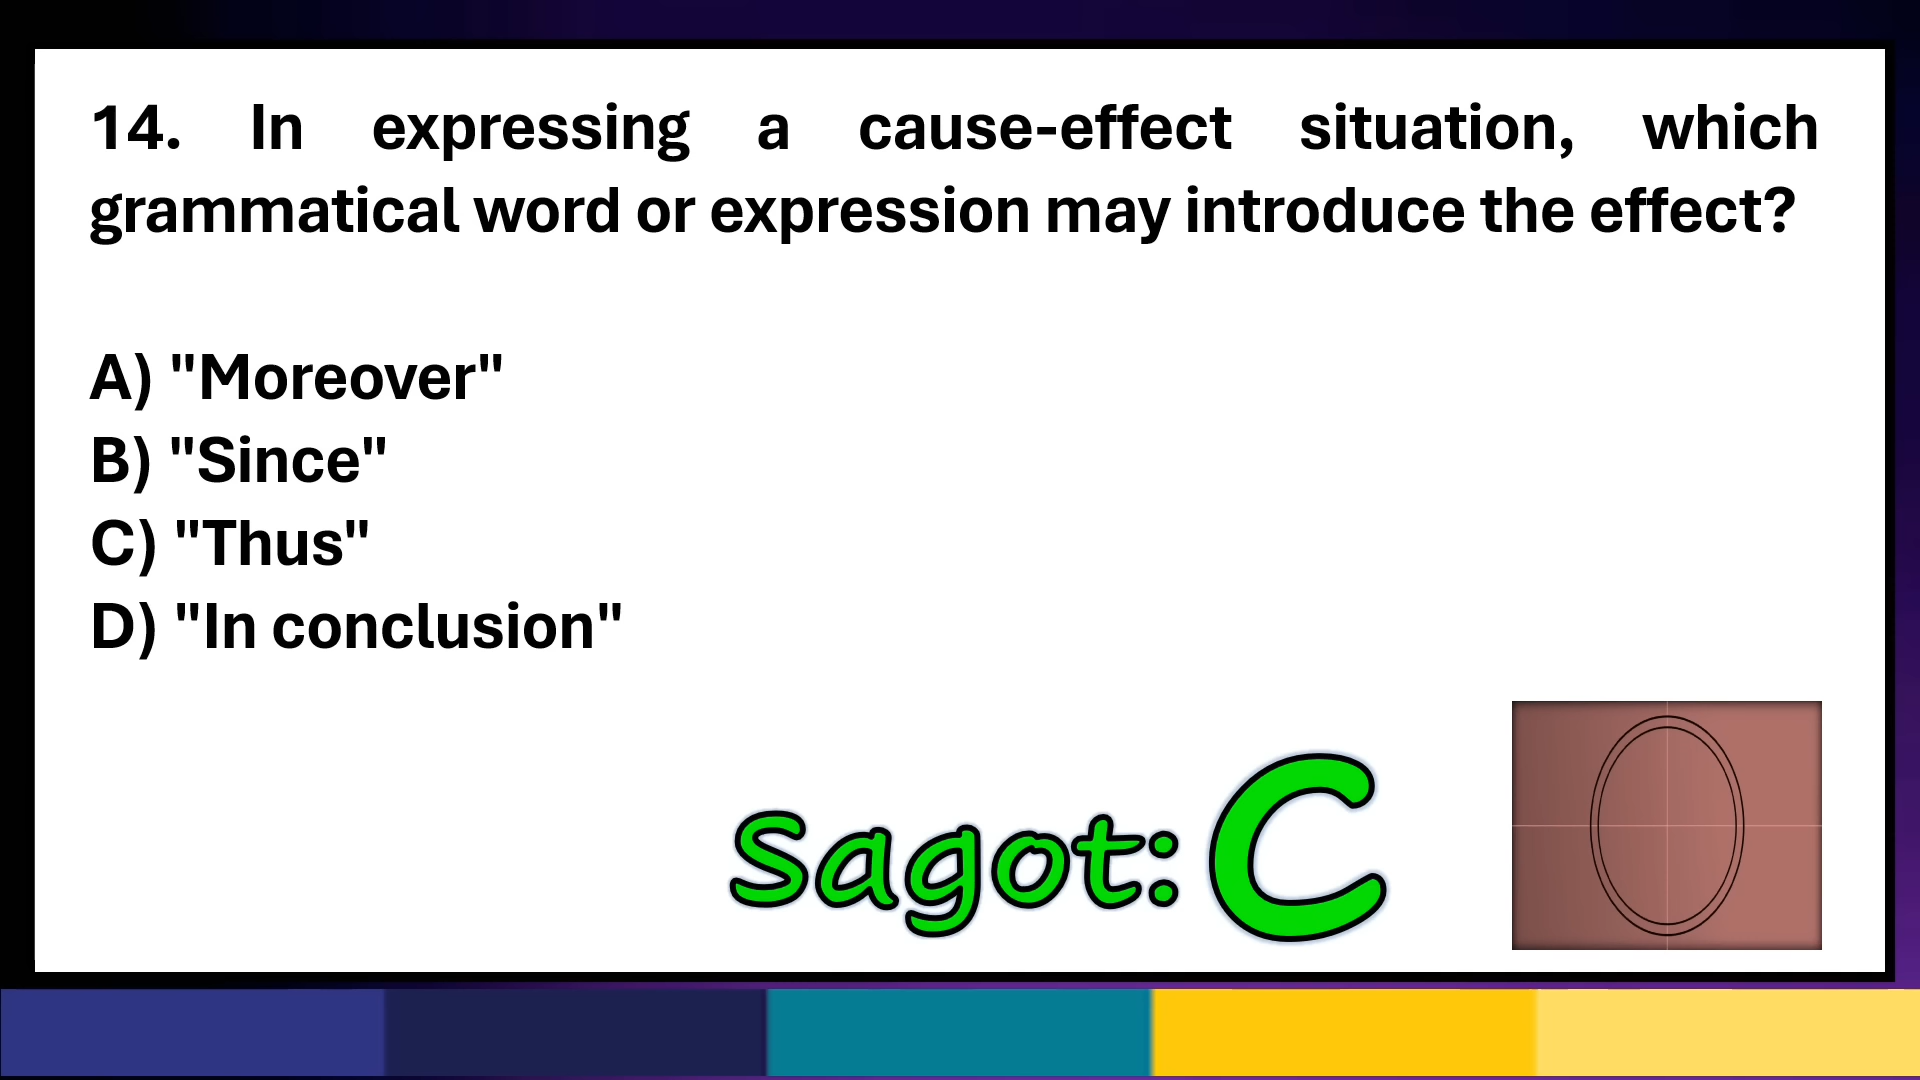 14. In expressing a cause-effect situation, which
grammatical word or expression may introduce the effect?
A) "Moreover"
B) "Since"
C) "Thus"
D) "In conclusion"
Sagot: C